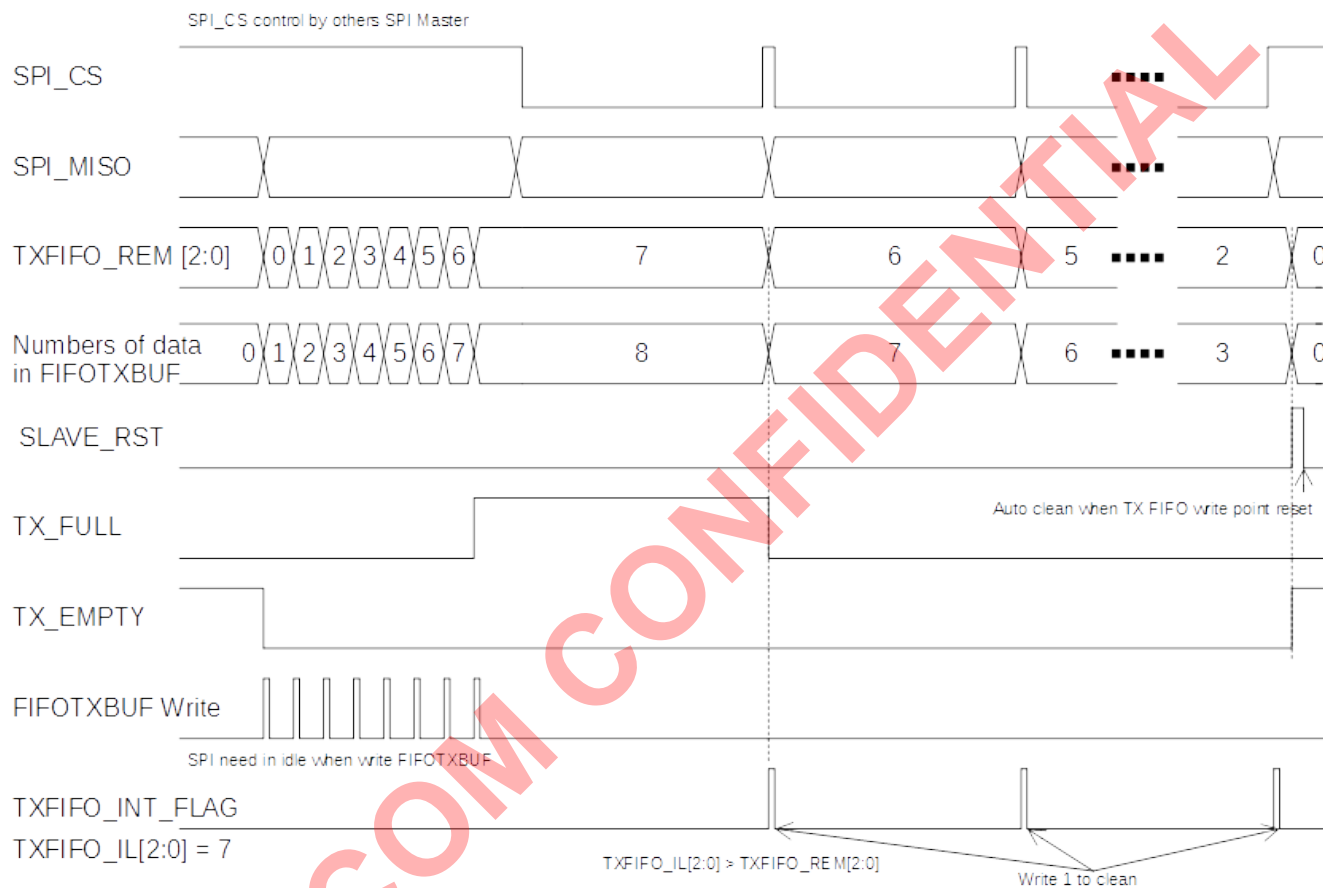 SPI_CS control by others SPI Master
SPI_CS
SPI_MISO
TXFIFO_REM [2:0] 0 1 2 3 4 5 6 7 6 5 2 0
Numbers of data
in FIFOTXBUF
0 1 2 3 4 5 6 7 8 7 6 3 0
SLAVE_RST
Auto clean when TX FIFO write point reset
TX_FULL
TX_EMPTY
FIFOTXBUF Write
SPI need in idle when write FIFOTXBUF
TXFIFO_INT_FLAG
TXFIFO_IL[2:0] = 7
TXFIFO_IL[2:0] > TXFIFO_REM[2:0]
Write 1 to clean
COM CONFIDENTIAL